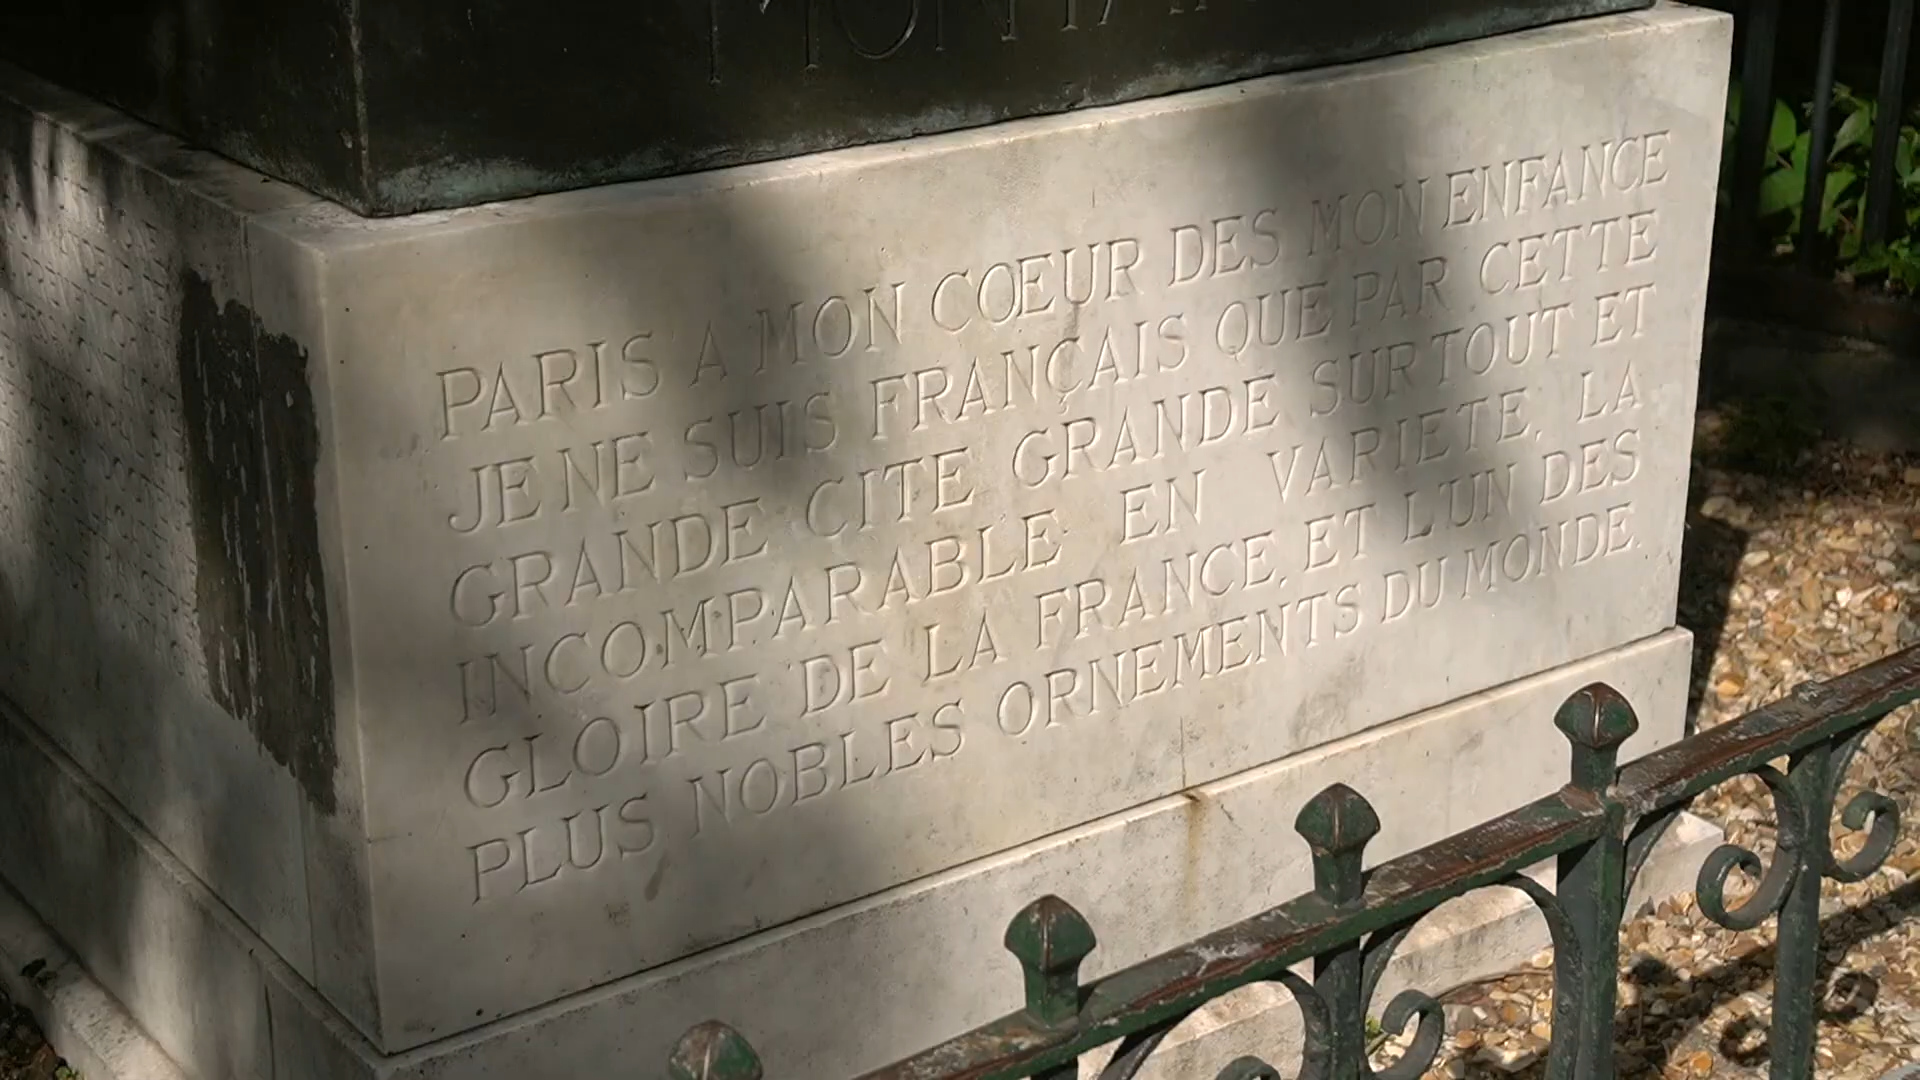 PARIS A MON CŒUR DES MON ENFANCE
JE NE SUIS FRANÇAIS QUE PAR CETTE
GRANDE CITE GRANDE SURTOUT ET
INCOMPARABLE EN VARIETE, LA
GLOIRE DE LA FRANCE, ET L'UN DES
PLUS NOBLES ORNEMENTS DU MONDE.